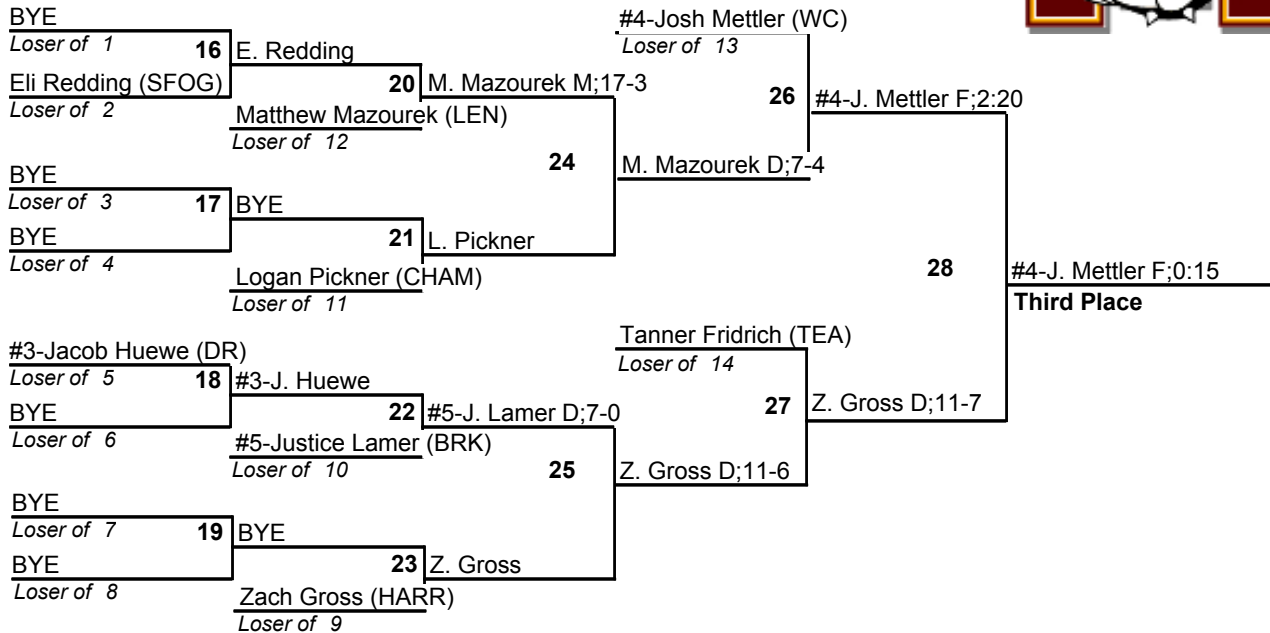 BYE
Loser of 1
16
E. Redding
Eli Redding (SFOG)
Loser of 2
20
M. Mazourek M;17-3
Matthew Mazourek (LEN)
Loser of 12
BYE
Loser of 3
17
BYE
BYE
Loser of 4
21
L. Pickner
Logan Pickner (CHAM)
Loser of 11
24
#4-Josh Mettler (WC)
Loser of 13
26
#4-J. Mettler F;2:20
M. Mazourek D;7-4
#3-Jacob Huewe (DR)
Loser of 5
18
#3-J. Huewe
BYE
Loser of 6
22
#5-J. Lamer D;7-0
#5-Justice Lamer (BRK)
Loser of 10
BYE
Loser of 7
19
BYE
BYE
Loser of 8
23
Z. Gross
Zach Gross (HARR)
Loser of 9
25
Tanner Fridrich (TEA)
Loser of 14
27
Z. Gross D;11-7
Z. Gross D;11-6
28
#4-J. Mettler F;0:15
Third Place